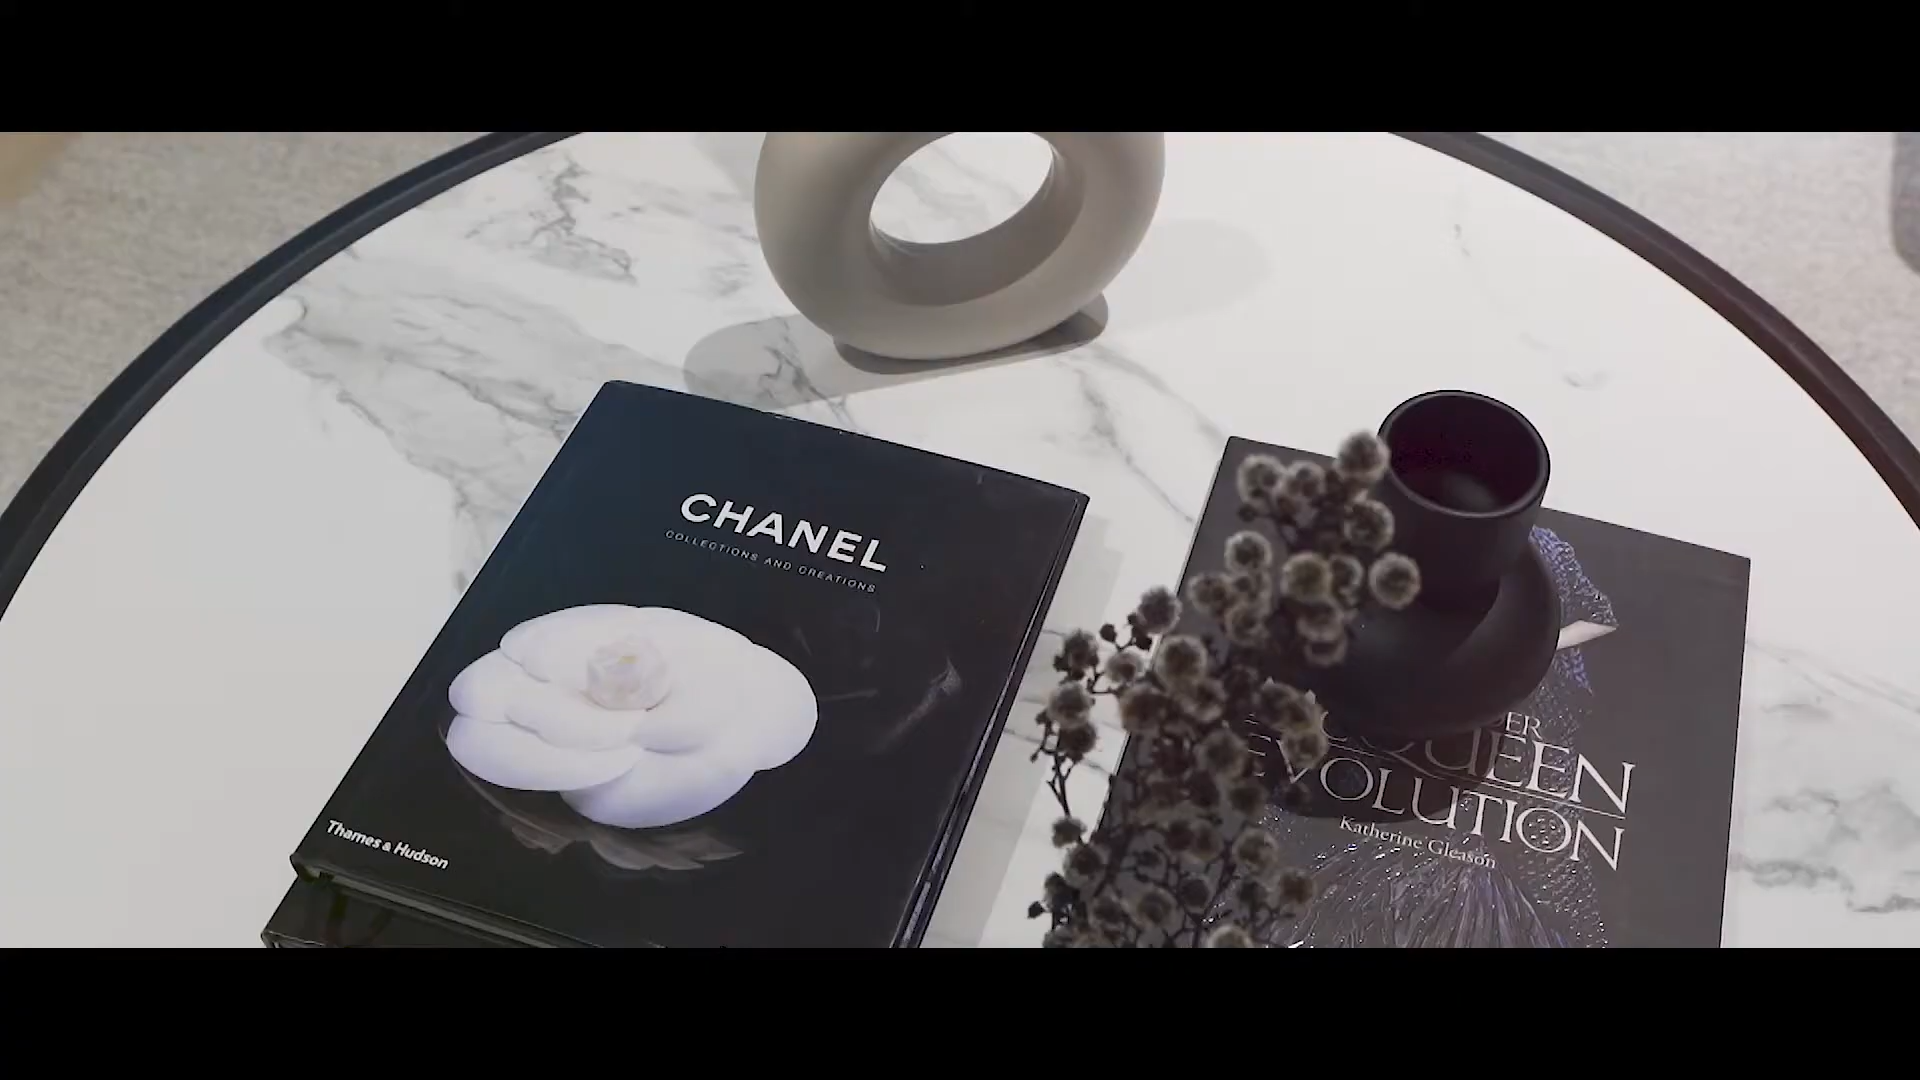 CHANEL
COLLECTIONS AND CREATIONS
Thames & Hudson
QUEEN
EVOLUTION
Katherine Gleason